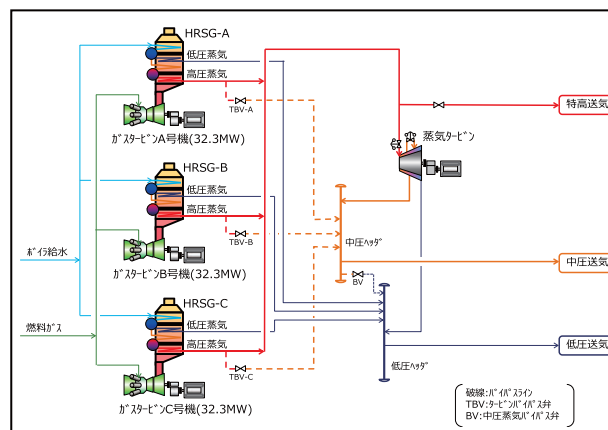 HRSG-A
低圧蒸気
高圧蒸気
TBV-A
ｶﾞｽﾀｰﾋﾞﾝA号機(32.3MW)
特高送気
蒸気ﾀｰﾋﾞﾝ
HRSG-B
低圧蒸気
高圧蒸気
TBV-B
ｶﾞｽﾀｰﾋﾞﾝB号機(32.3MW)
ﾎﾞｲﾗ給水
中圧ﾍｯﾀﾞ
中圧送気
BV
HRSG-C
低圧蒸気
高圧蒸気
TBV-C
ｶﾞｽﾀｰﾋﾞﾝC号機(32.3MW)
燃料ガス
低圧送気
低圧ﾍｯﾀﾞ
破線:ﾊﾞｲﾊﾟｽﾗｲﾝ
TBV:ﾀｰﾋﾞﾝﾊﾞｲﾊﾟｽ弁
BV:中圧蒸気ﾊﾞｲﾊﾟｽ弁